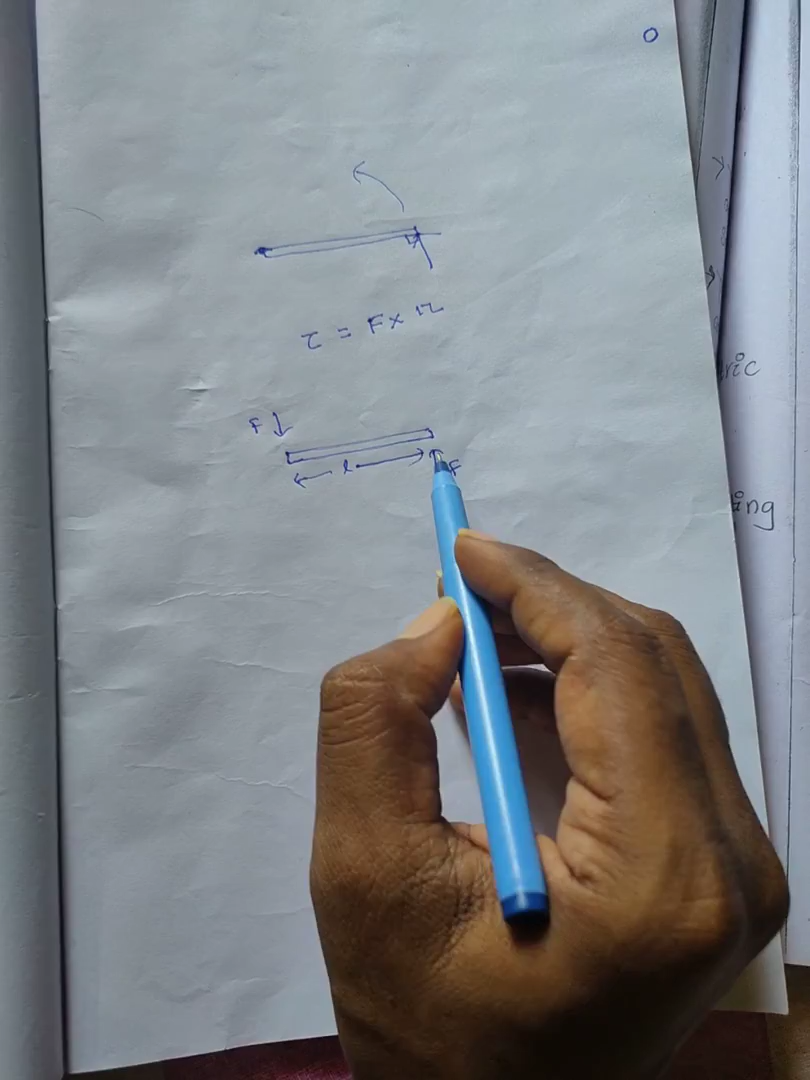 τ = F × r
F
l
F
ric
ing